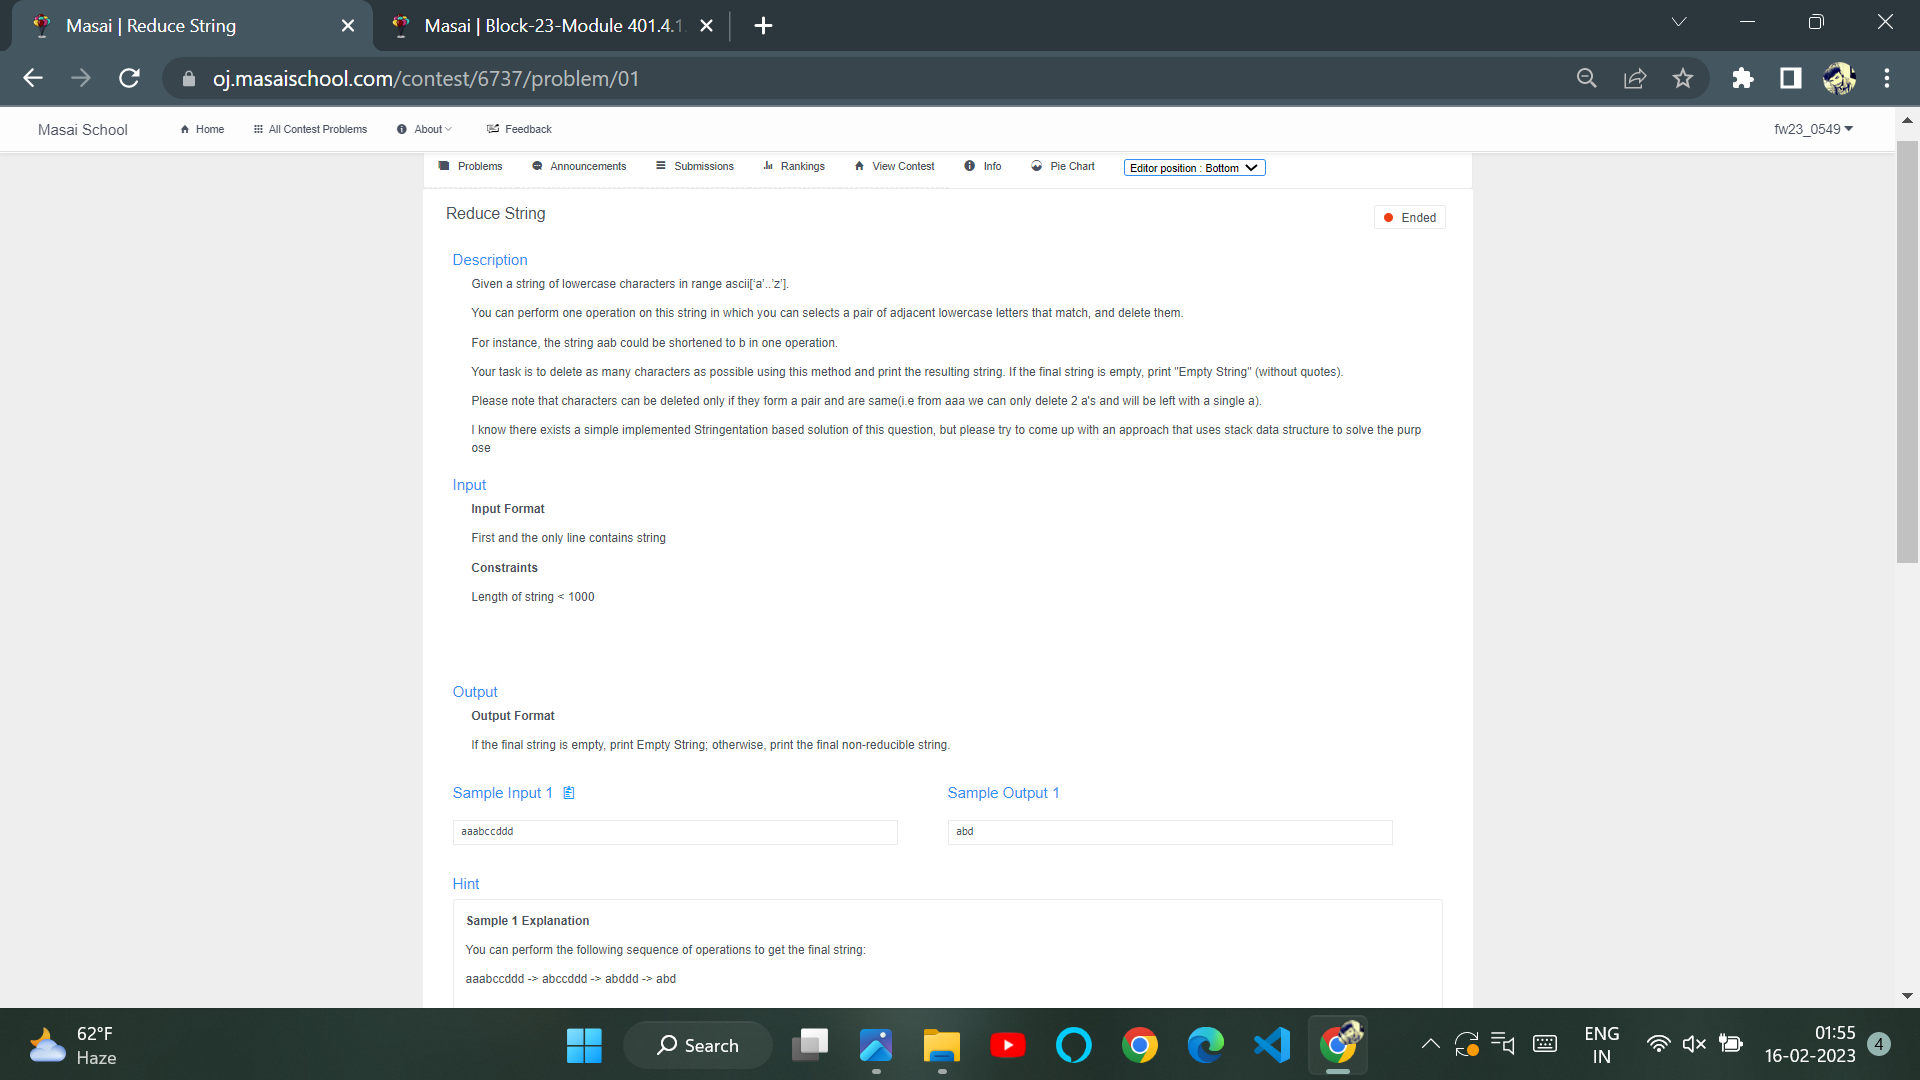 Masai | Reduce String
Masai | Block-23-Module 401.4.1
oj.masaischool.com/contest/6737/problem/01
Masai School
Home
All Contest Problems
About
Feedback
fw23_0549
Problems
Announcements
Submissions
Rankings
View Contest
Info
Pie Chart
Editor position : Bottom
Reduce String
Ended
Description
Given a string of lowercase characters in range ascii['a'..'z'].
You can perform one operation on this string in which you can selects a pair of adjacent lowercase letters that match, and delete them.
For instance, the string aab could be shortened to b in one operation.
Your task is to delete as many characters as possible using this method and print the resulting string. If the final string is empty, print "Empty String" (without quotes).
Please note that characters can be deleted only if they form a pair and are same(i.e from aaa we can only delete 2 a's and will be left with a single a).
I know there exists a simple implemented Stringentation based solution of this question, but please try to come up with an approach that uses stack data structure to solve the purp
ose
Input
Input Format
First and the only line contains string
Constraints
Length of string < 1000
Output
Output Format
If the final string is empty, print Empty String; otherwise, print the final non-reducible string.
Sample Input 1
Sample Output 1
aaabccddd
abd
Hint
Sample 1 Explanation
You can perform the following sequence of operations to get the final string:
aaabccddd -> abccddd -> abddd -> abd
62°F
Haze
Search
ENG
IN
01:55
16-02-2023
4